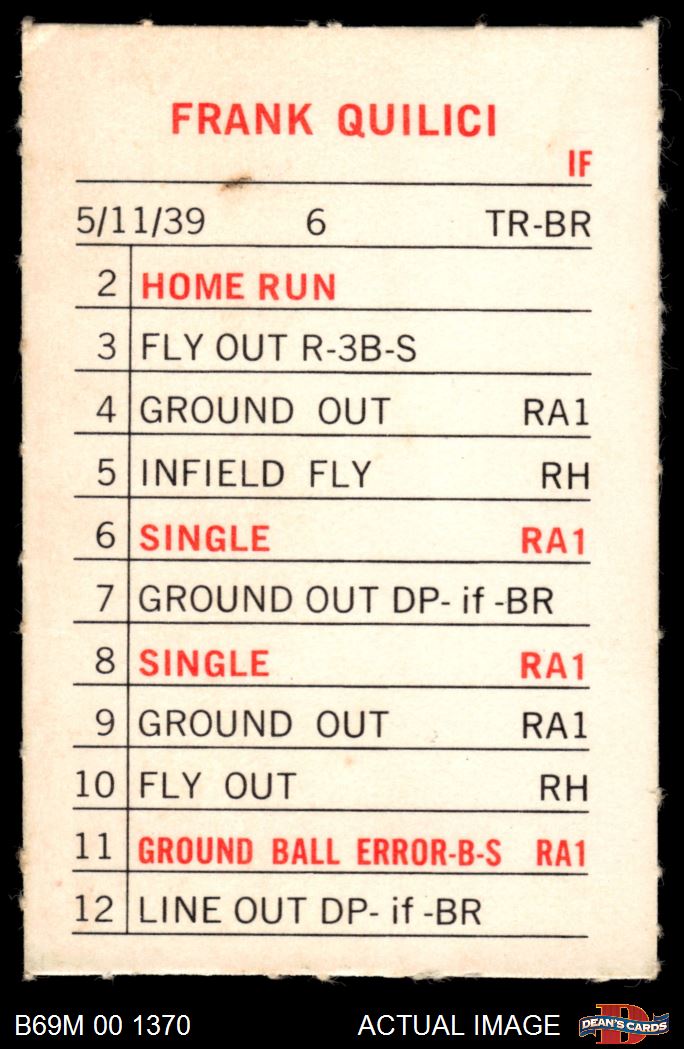 FRANK QUILICI
IF
5/11/39 6 TR-BR
2 HOME RUN
3 FLY OUT R-3B-S
4 GROUND OUT RA1
5 INFIELD FLY RH
6 SINGLE RA1
7 GROUND OUT DP- if -BR
8 SINGLE RA1
9 GROUND OUT RA1
10 FLY OUT RH
11 GROUND BALL ERROR-B-S RA1
12 LINE OUT DP- if -BR
B69M 00 1370 ACTUAL IMAGE D DEAN'S CARDS